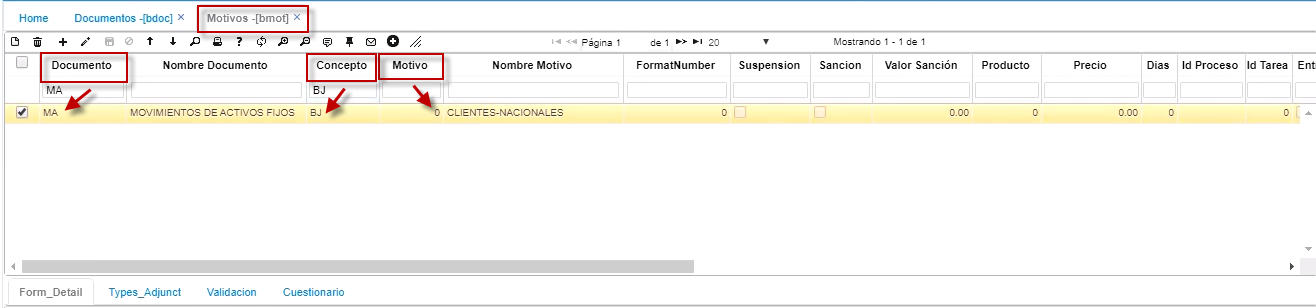 Home Documentos -[bdoc] × Motivos -[bmot] ×
Página 1 de 1 20 Mostrando 1 - 1 de 1
Documento Nombre Documento Concepto Motivo Nombre Motivo FormatNumber Suspension Sancion Valor Sanción Producto Precio Dias Id Proceso Id Tarea Enti
MA BJ
MA MOVIMIENTOS DE ACTIVOS FIJOS BJ 0 CLIENTES-NACIONALES 0 0.00 0 0.00 0 0
Form_Detail Types_Adjunct Validacion Cuestionario